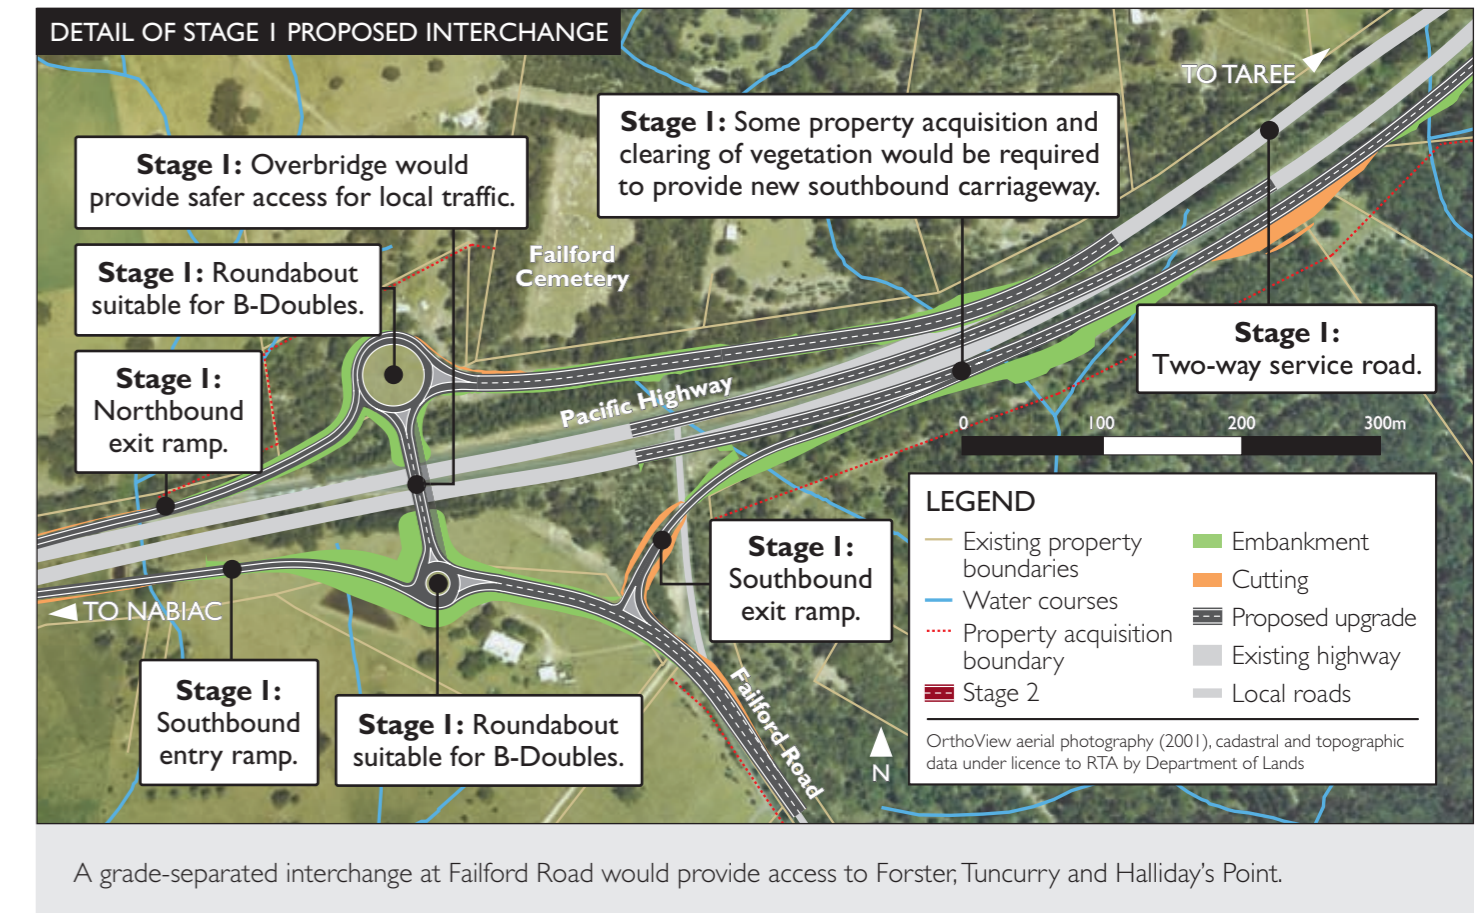 DETAIL OF STAGE 1 PROPOSED INTERCHANGE
TO TAREE
Stage 1: Some property acquisition and
clearing of vegetation would be required
to provide new southbound carriageway.
Stage 1: Overbridge would
provide safer access for local traffic.
Failford
Cemetery
Stage 1: Roundabout
suitable for B-Doubles.
Stage 1:
Two-way service road.
Stage 1:
Northbound
exit ramp.
Pacific Highway
0 100 200 300m
Stage 1:
Southbound
exit ramp.
TO NABIAC
Stage 1:
Southbound
entry ramp.
Stage 1: Roundabout
suitable for B-Doubles.
Failford Road
N
LEGEND
Existing property
boundaries
Water courses
Property acquisition
boundary
Stage 2
Embankment
Cutting
Proposed upgrade
Existing highway
Local roads
OrthoView aerial photography (2001), cadastral and topographic
data under licence to RTA by Department of Lands
A grade-separated interchange at Failford Road would provide access to Forster, Tuncurry and Halliday's Point.